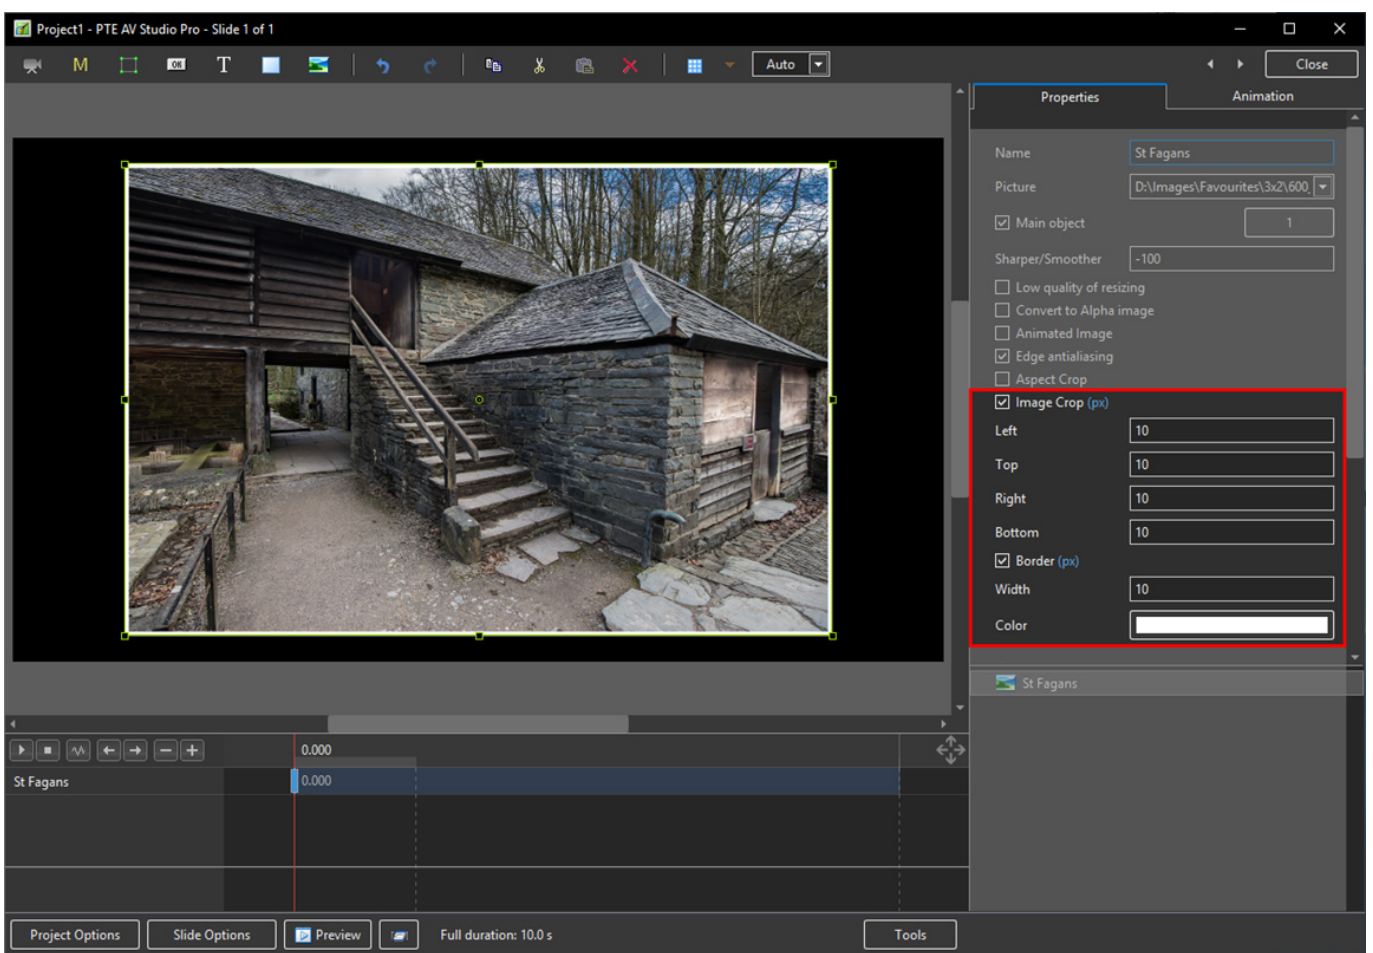 Project1 - PTE AV Studio Pro - Slide 1 of 1
M OK T Auto Close
Properties Animation
Name St Fagans
Picture D:\Images\Favourites\3x2\600_
Main object 1
Sharper/Smoother -100
Low quality of resizing
Convert to Alpha image
Animated Image
Edge antialiasing
Aspect Crop
Image Crop (px)
Left 10
Top 10
Right 10
Bottom 10
Border (px)
Width 10
Color
St Fagans
0.000
St Fagans 0.000
Project Options Slide Options Preview Full duration: 10.0 s Tools